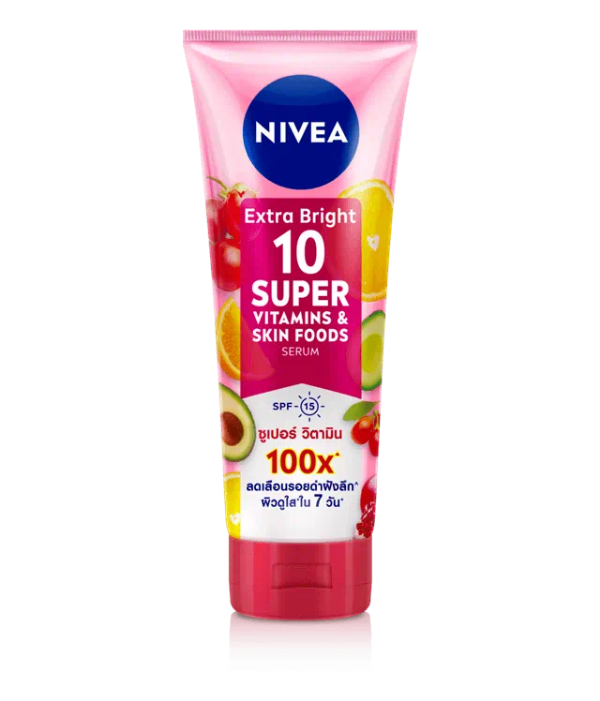 NIVEA
Extra Bright
10
SUPER
VITAMINS &
SKIN FOODS
SERUM
SPF - 15 -
ซูเปอร์ วิตามิน
100x^
ลดเลือนรอยดำฝังลึก^
ผิวดูใส*ใน 7 วัน*